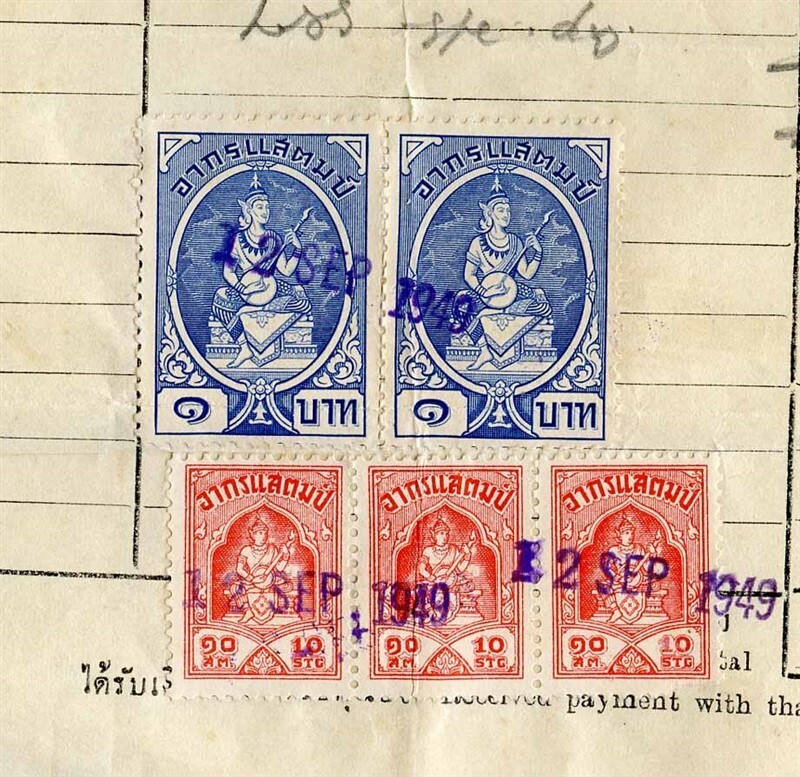 อากรแสตมป์ อากรแสตมป์
12 SEP 1949
๑ บาท ๑ บาท
อากรแสตมป์ อากรแสตมป์ อากรแสตมป์
12 SEP 1949 12 SEP 1949
๑๐ 10 ๑๐ 10 ๑๐ 10
ส.ต. STG ส.ต. STG ส.ต. STG
ได้รับ
Received payment with